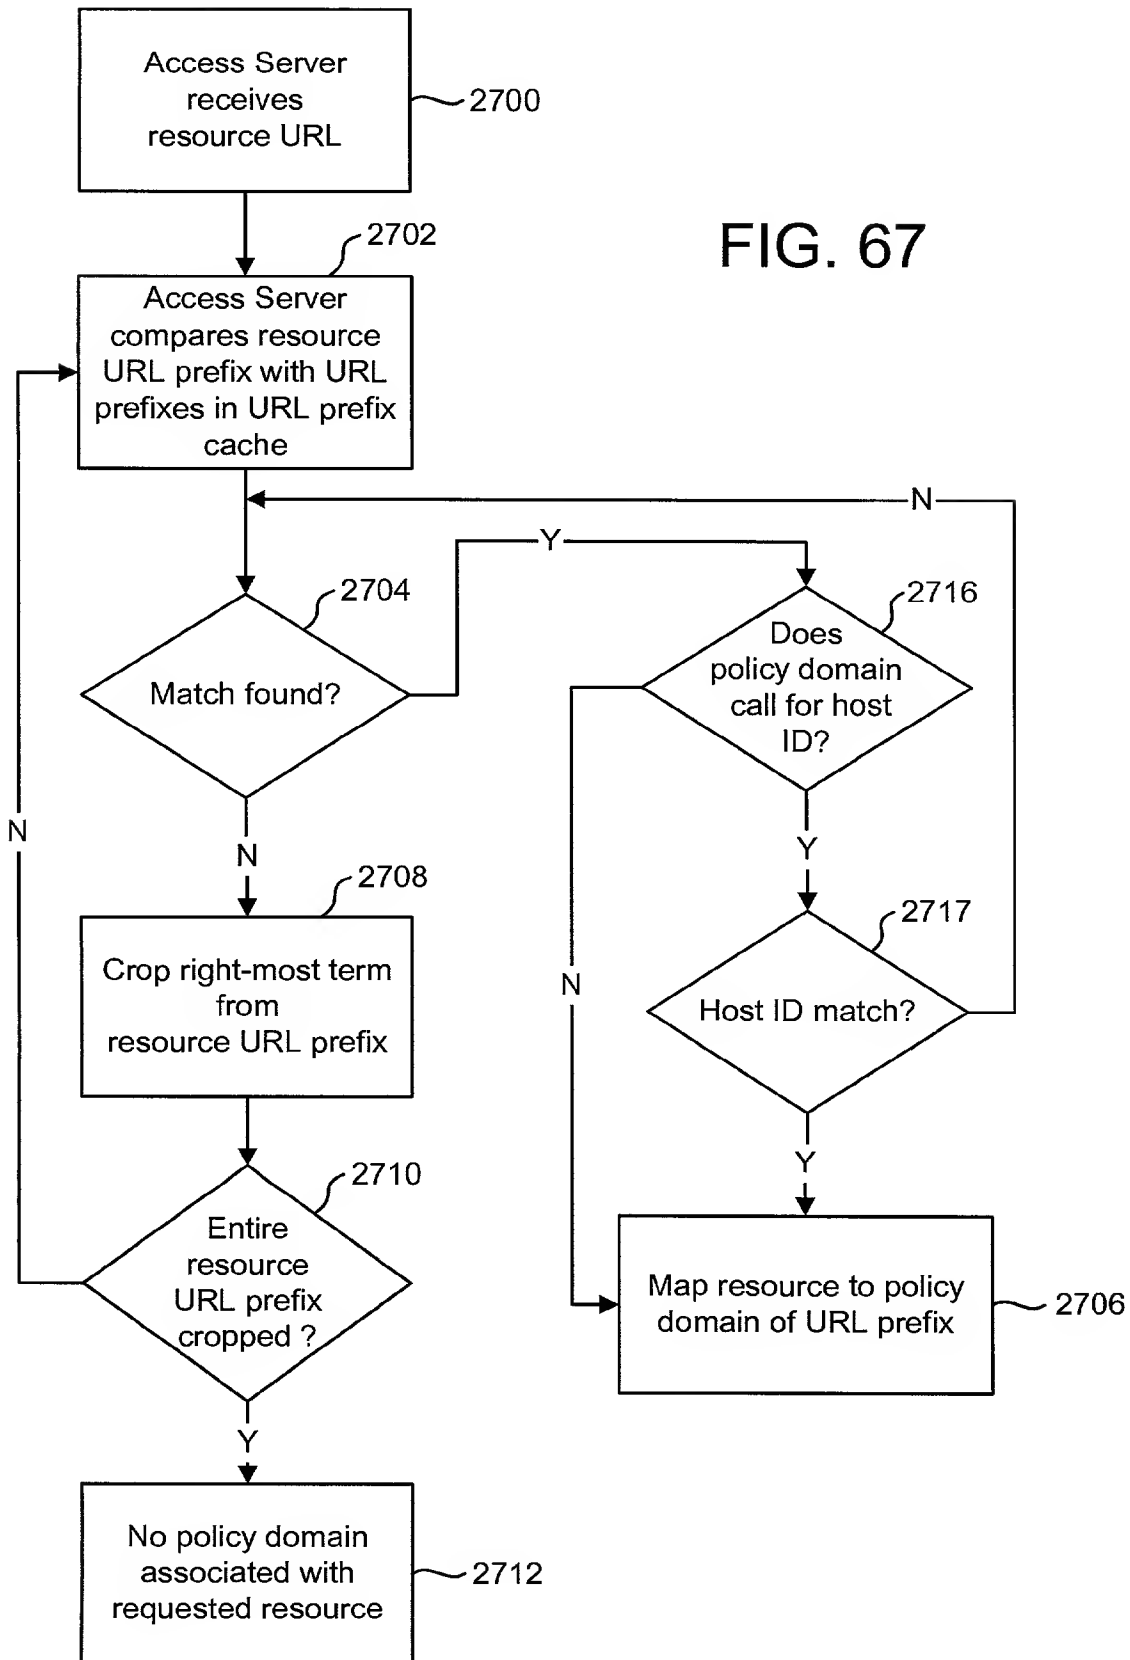 Access Server
receives
resource URL
2700
FIG. 67
2702
Access Server
compares resource
URL prefix with URL
prefixes in URL prefix
cache
N
Y
2704
Match found?
2716
Does
policy domain
call for host
ID?
N
N
Y
2708
Crop right-most term
from
resource URL prefix
N
2717
Host ID match?
2710
Entire
resource
URL prefix
cropped ?
Y
Map resource to policy
domain of URL prefix
2706
Y
No policy domain
associated with
requested resource
2712